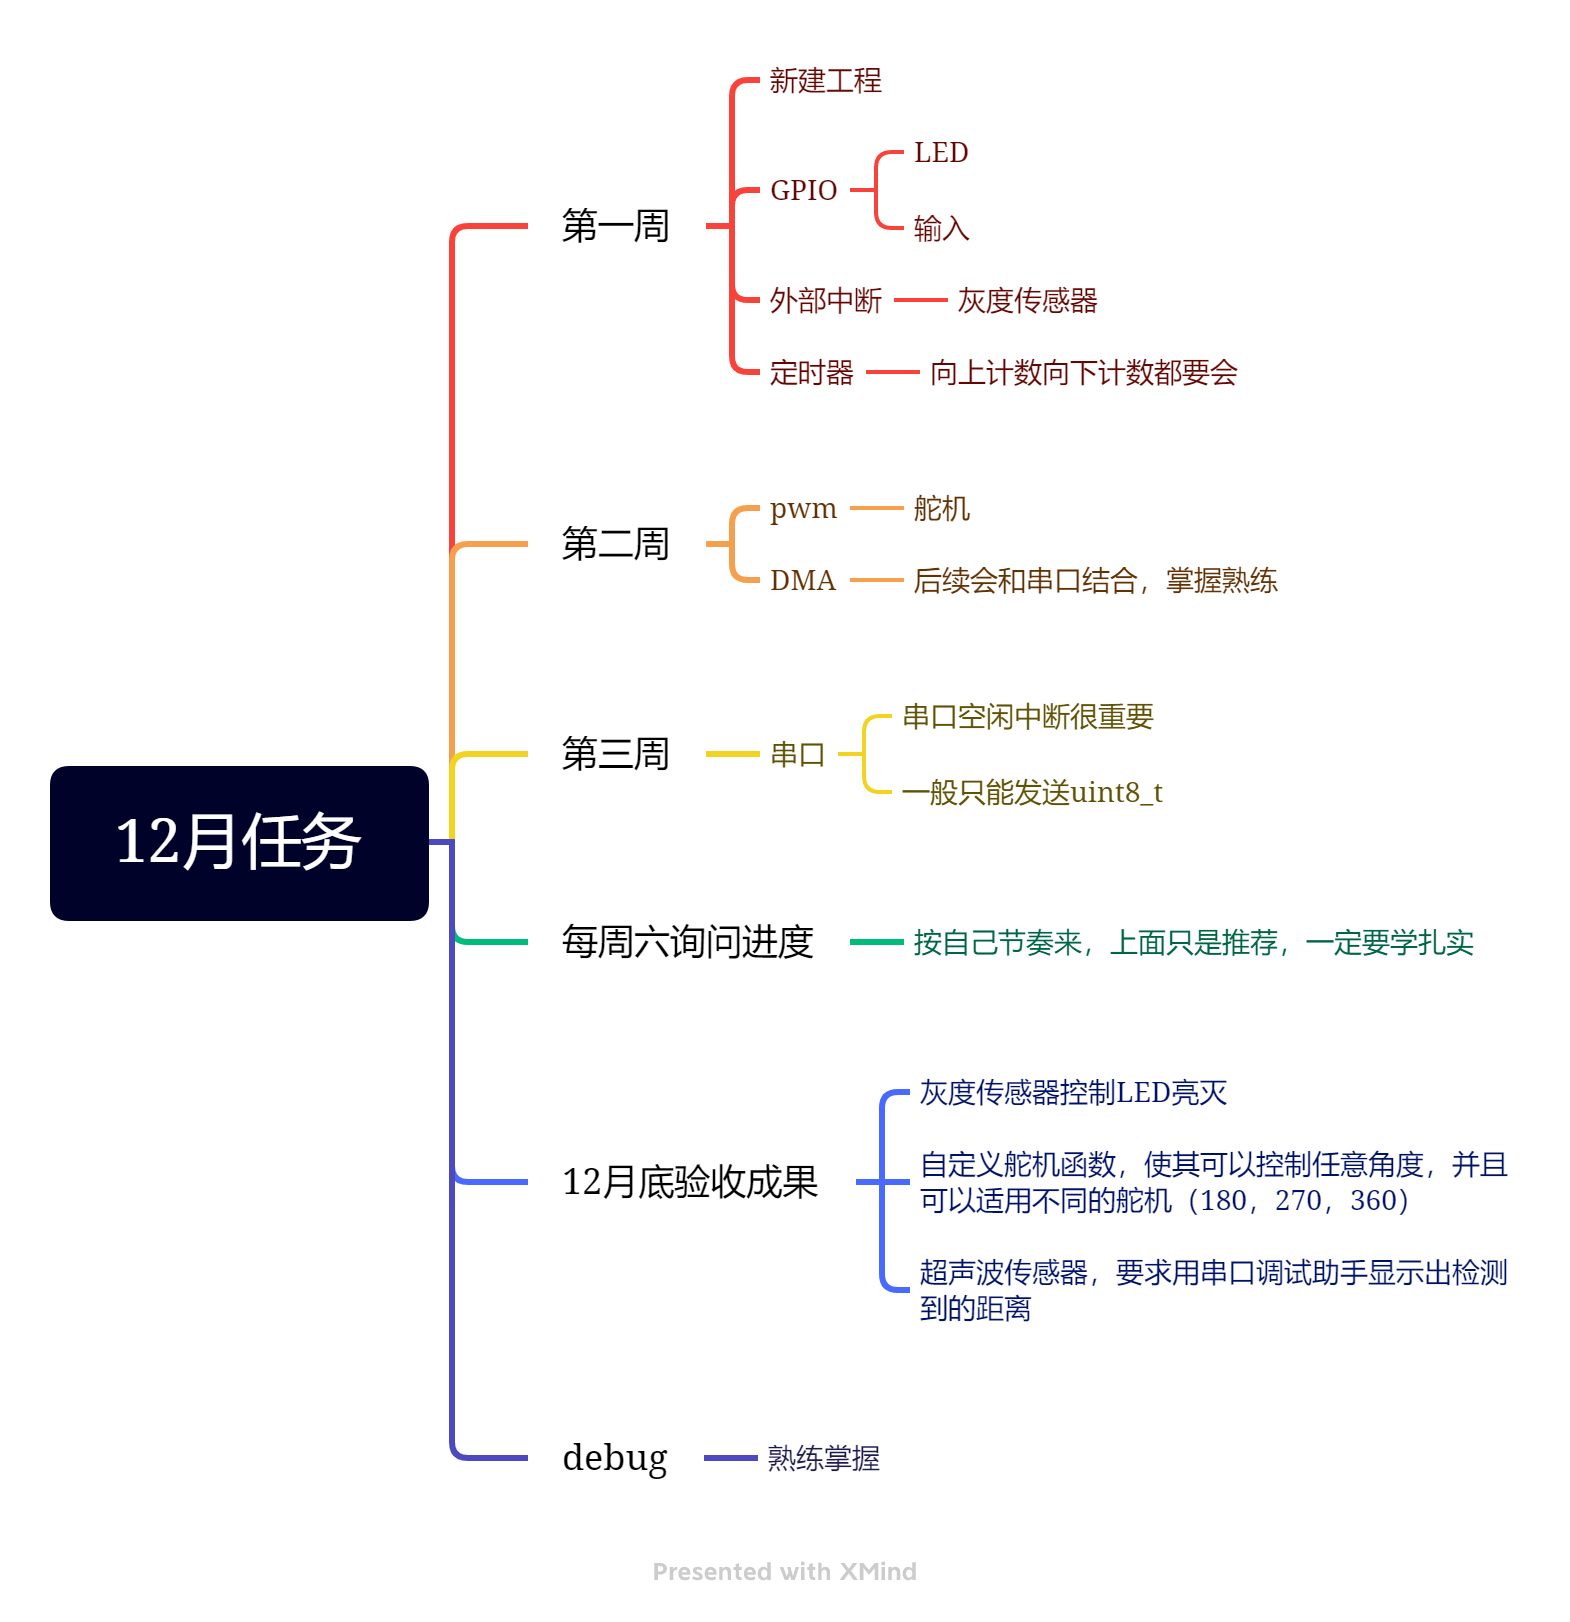 12月任务
第一周
新建工程
GPIO
LED
输入
外部中断
灰度传感器
定时器
向上计数向下计数都要会
第二周
pwm
舵机
DMA
后续会和串口结合，掌握熟练
第三周
串口
串口空闲中断很重要
一般只能发送uint8_t
每周六询问进度
按自己节奏来，上面只是推荐，一定要学扎实
12月底验收成果
灰度传感器控制LED亮灭
自定义舵机函数，使其可以控制任意角度，并且
可以适用不同的舵机（180，270，360）
超声波传感器，要求用串口调试助手显示出检测
到的距离
debug
熟练掌握
Presented with XMind